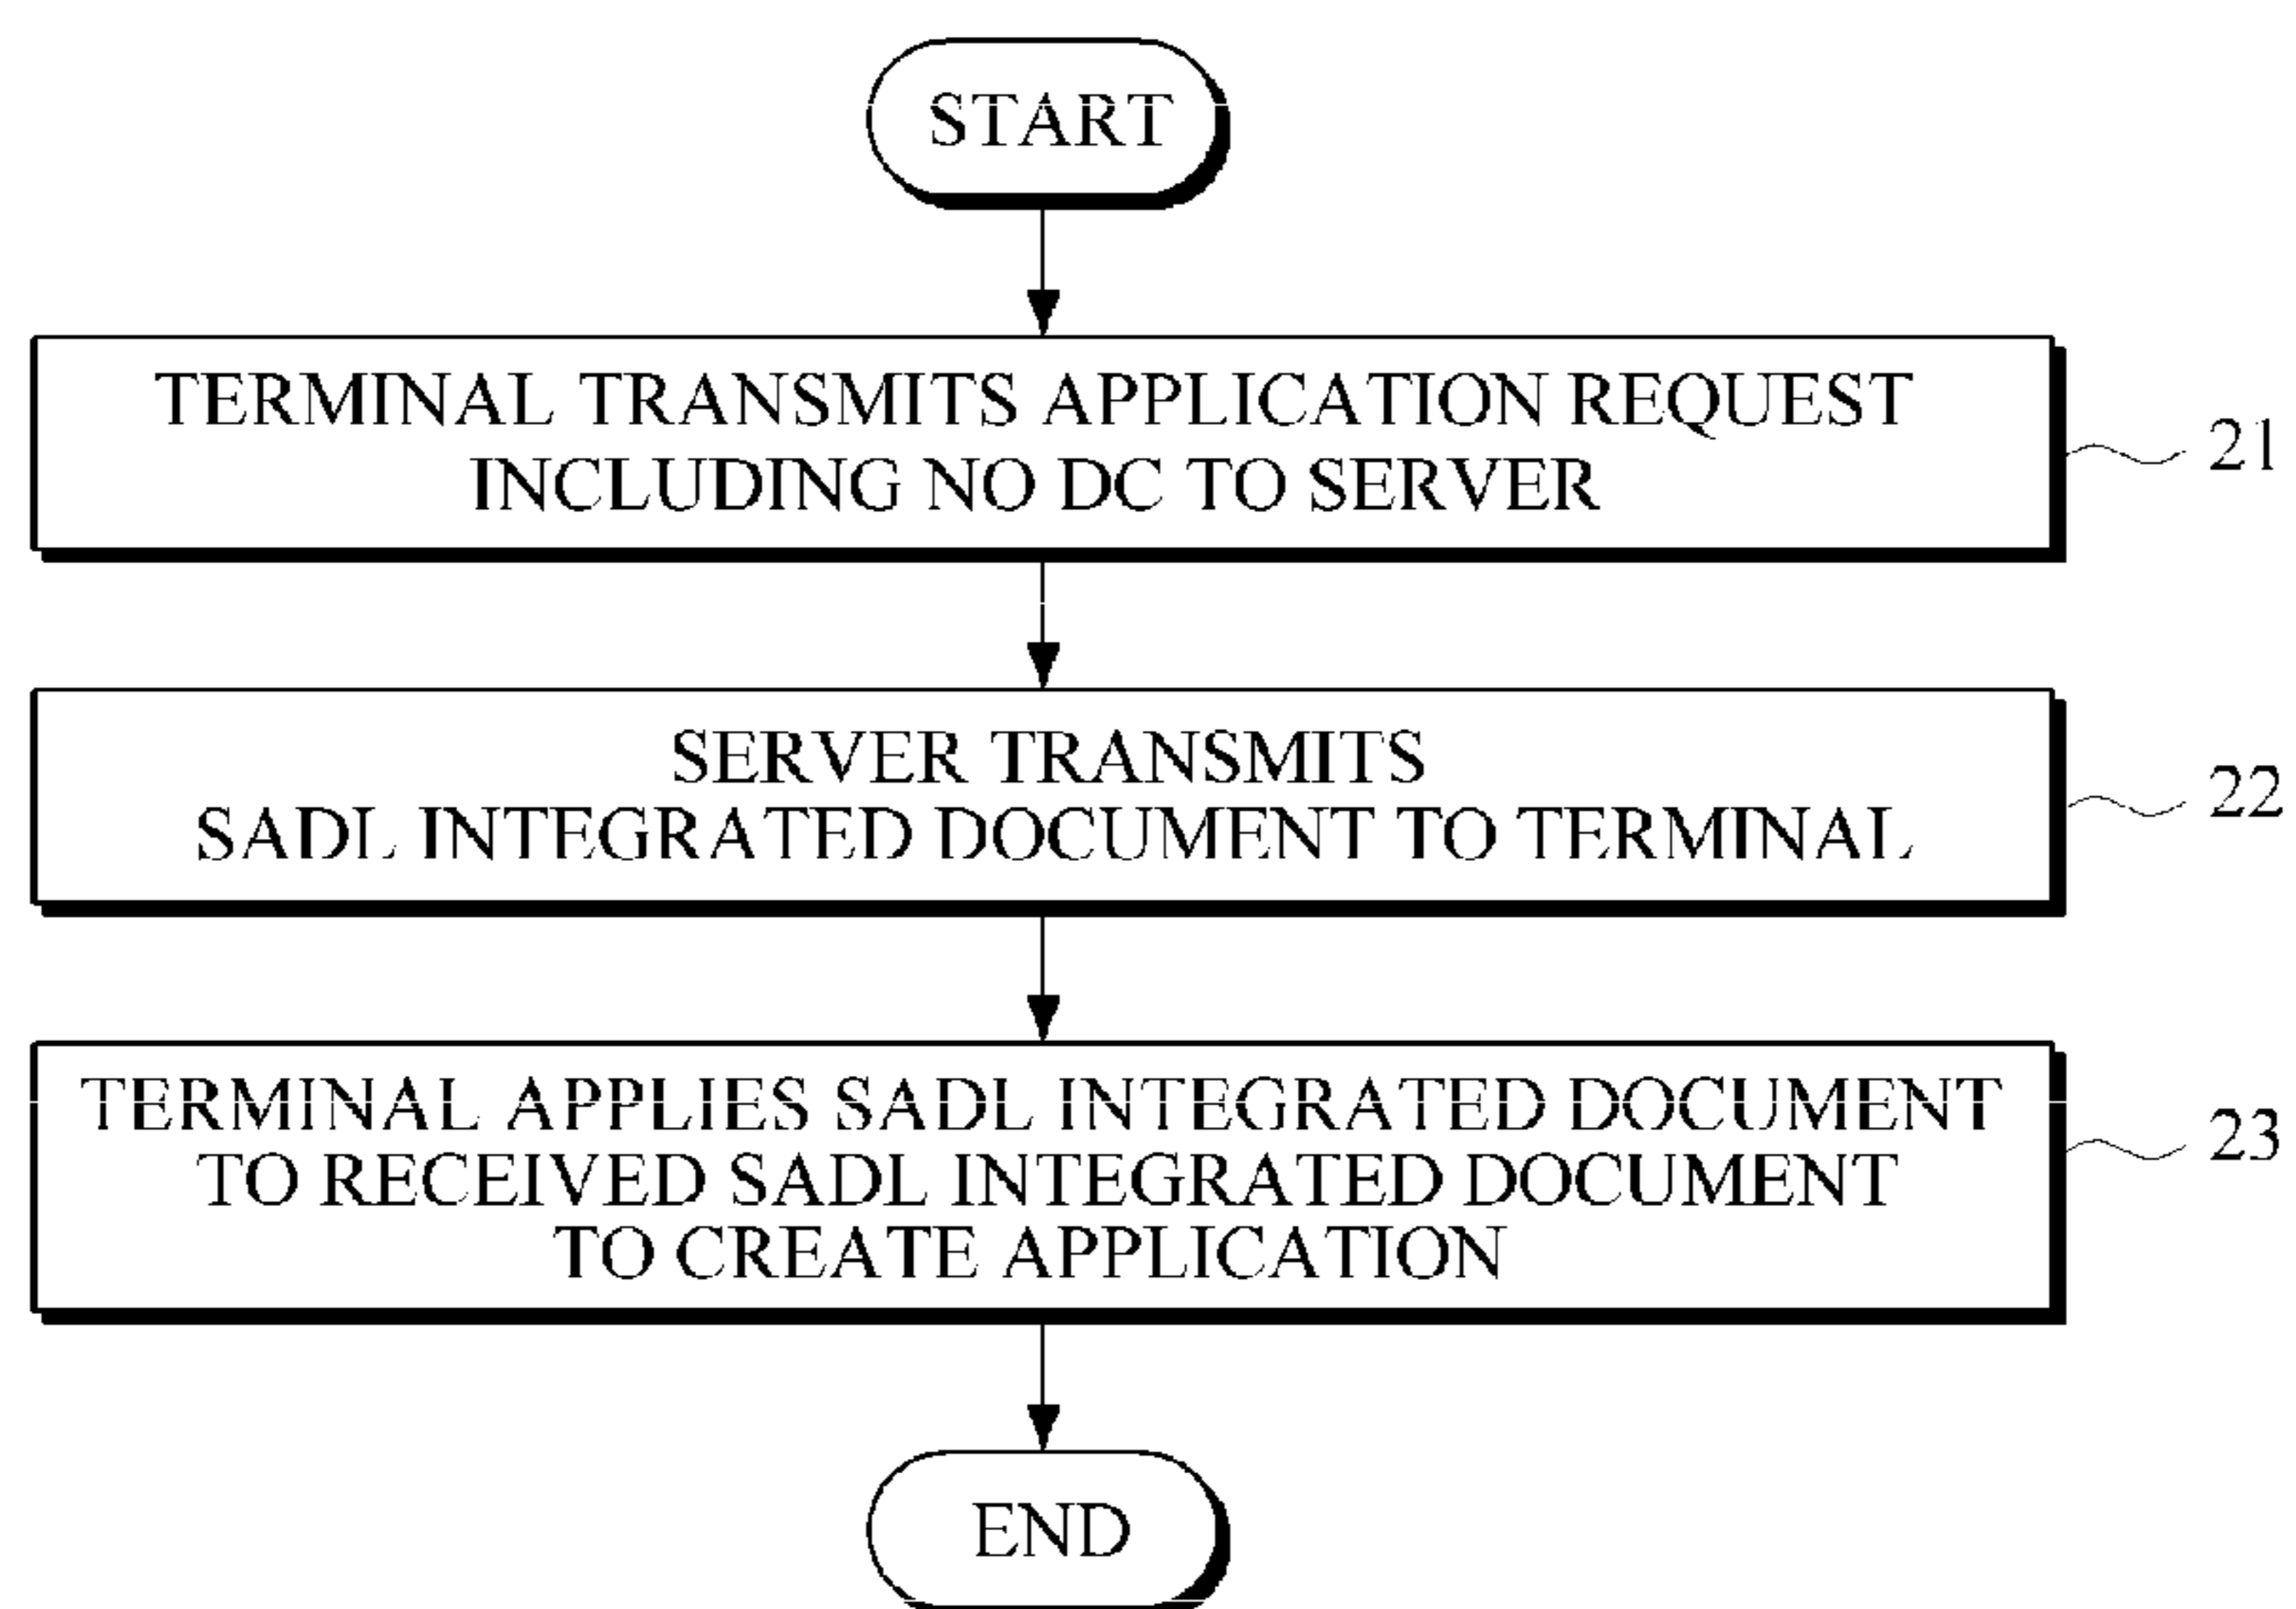 START
TERMINAL TRANSMITS APPLICATION REQUEST
INCLUDING NO DC TO SERVER
21
SERVER TRANSMITS
SADL INTEGRATED DOCUMENT TO TERMINAL
22
TERMINAL APPLIES SADL INTEGRATED DOCUMENT
TO RECEIVED SADL INTEGRATED DOCUMENT
TO CREATE APPLICATION
23
END